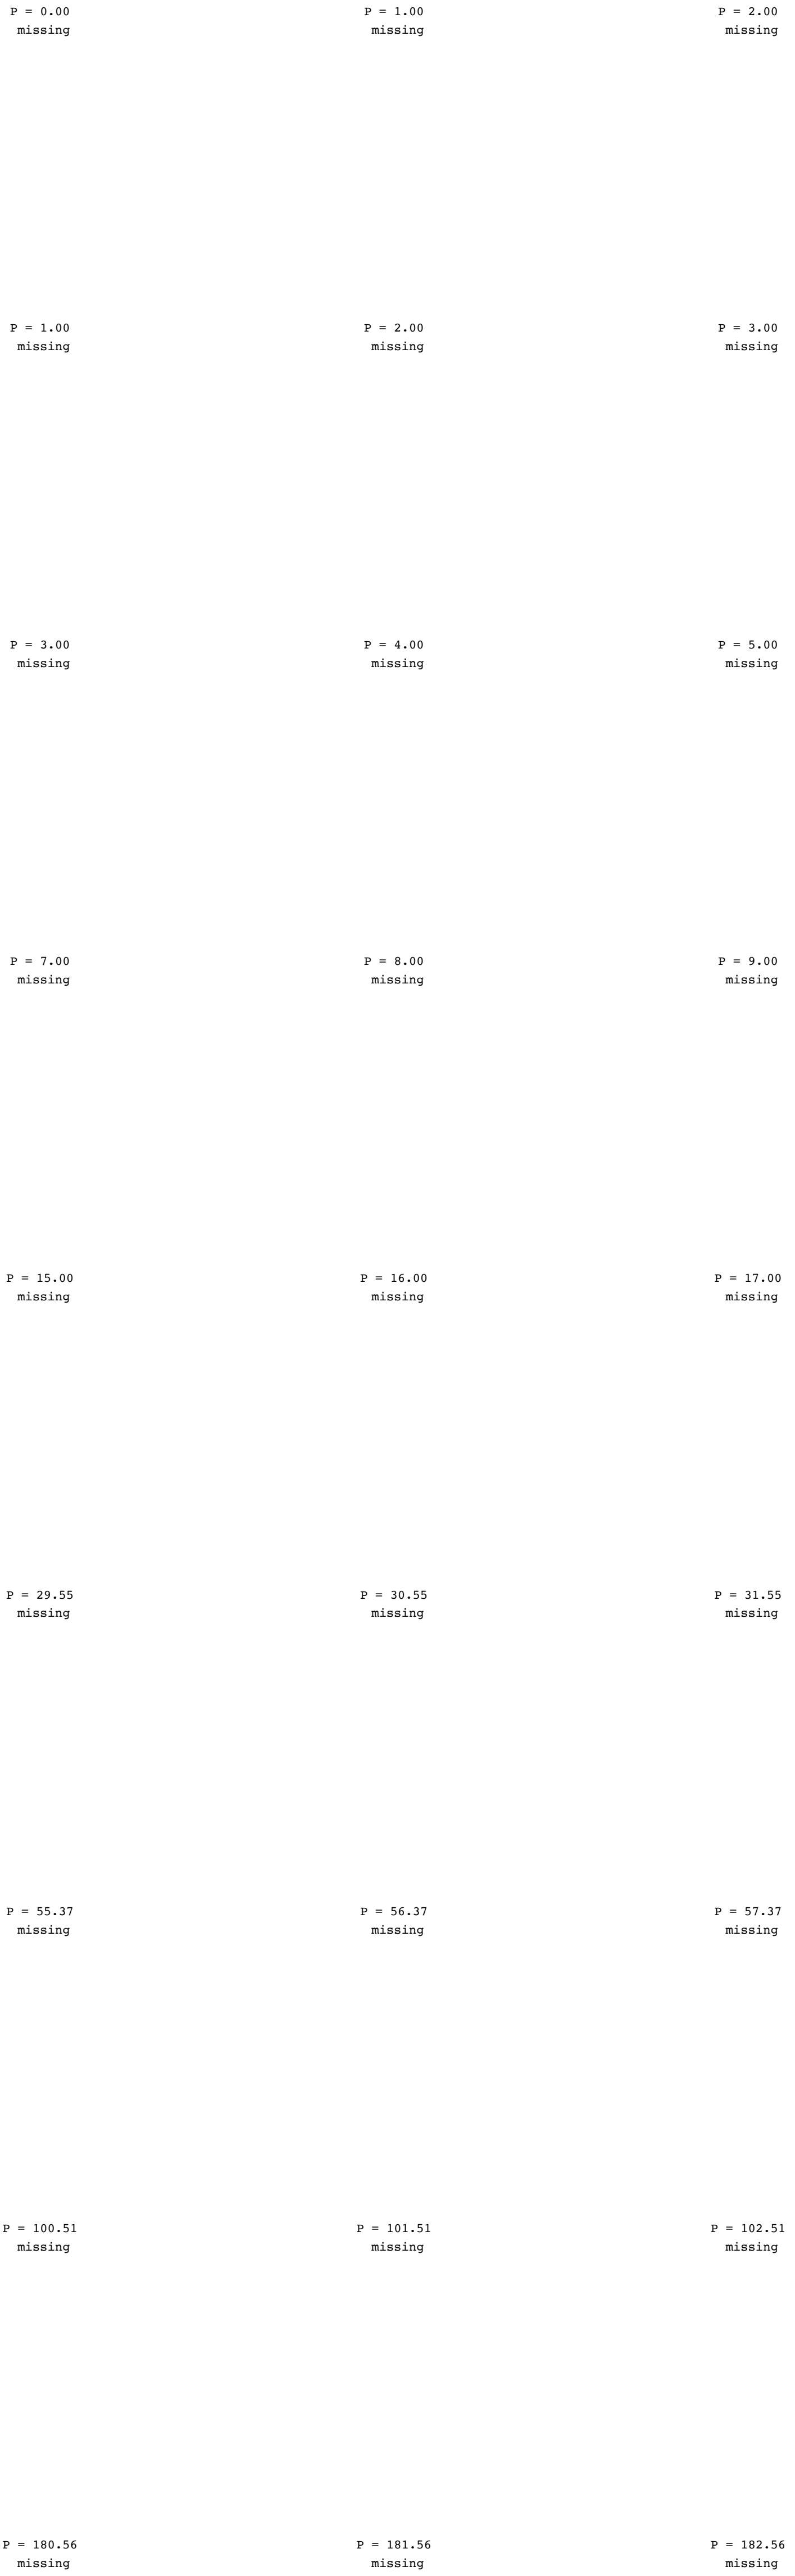 P = 0.00 P = 1.00 P = 2.00
missing missing missing
P = 1.00 P = 2.00 P = 3.00
missing missing missing
P = 3.00 P = 4.00 P = 5.00
missing missing missing
P = 7.00 P = 8.00 P = 9.00
missing missing missing
P = 15.00 P = 16.00 P = 17.00
missing missing missing
P = 29.55 P = 30.55 P = 31.55
missing missing missing
P = 55.37 P = 56.37 P = 57.37
missing missing missing
P = 100.51 P = 101.51 P = 102.51
missing missing missing
P = 180.56 P = 181.56 P = 182.56
missing missing missing